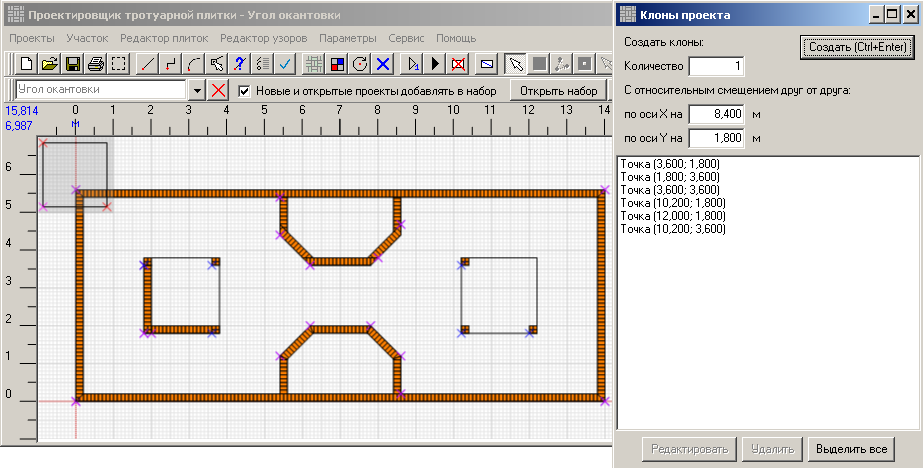 Проектировщик тротуарной плитки - Угол окантовки
Проекты Участок Редактор плиток Редактор узоров Параметры Сервис Помощь
Угол окантовки
Новые и открытые проекты добавлять в набор
Открыть набор
15,814
6,987
м
0 1 2 3 4 5 6 7 8 9 10 11 12 13 14
6
5
4
3
2
1
0
Клоны проекта
Создать клоны:
Создать (Ctrl+Enter)
Количество 1
С относительным смещением друг от друга:
по оси X на 8,400 м
по оси Y на 1,800 м
Точка (3,600; 1,800)
Точка (1,800; 3,600)
Точка (3,600; 3,600)
Точка (10,200; 1,800)
Точка (12,000; 1,800)
Точка (10,200; 3,600)
Редактировать Удалить Выделить все